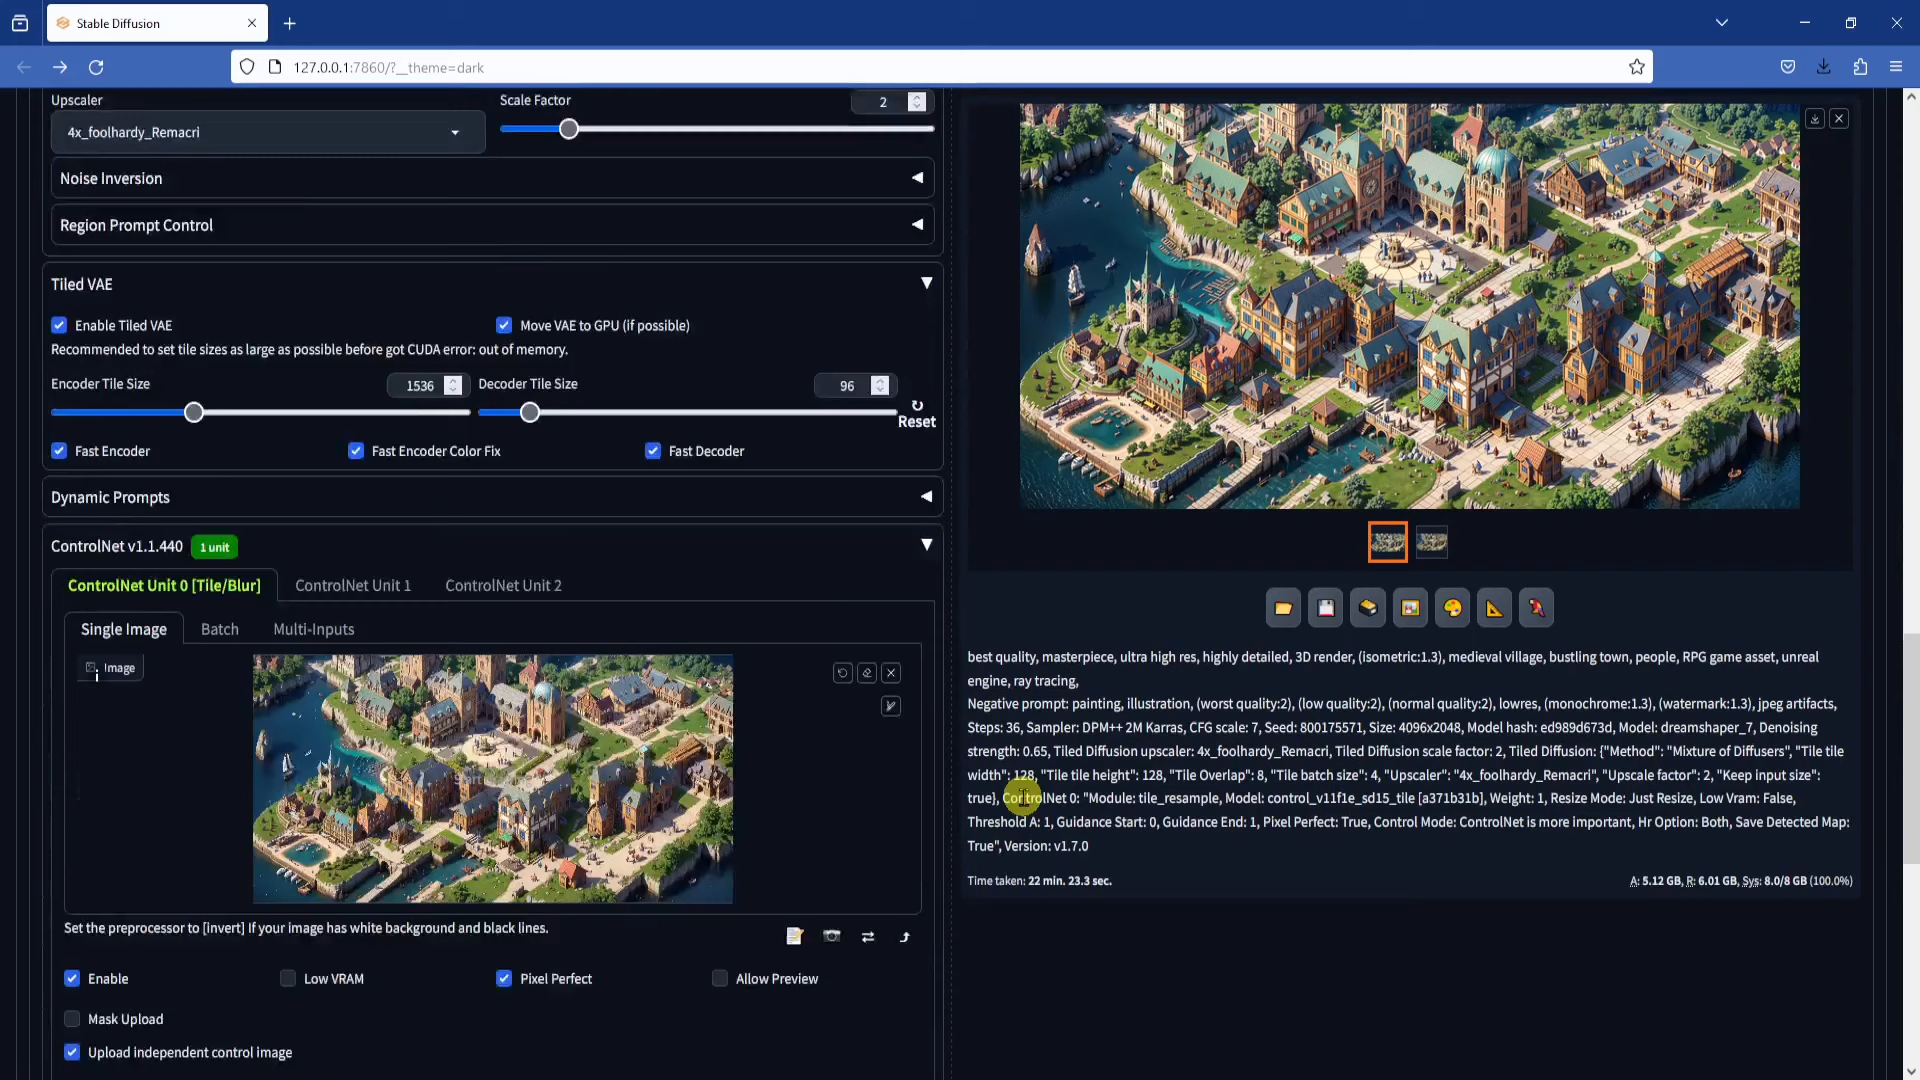 Stable Diffusion
127.0.0.1:7860/?__theme=dark
Upscaler
Scale Factor
2
4x_foolhardy_Remacri
Noise Inversion
Region Prompt Control
Tiled VAE
Enable Tiled VAE
Move VAE to GPU (if possible)
Recommended to set tile sizes as large as possible before got CUDA error: out of memory.
Encoder Tile Size
1536
Decoder Tile Size
96
Reset
Fast Encoder
Fast Encoder Color Fix
Fast Decoder
Dynamic Prompts
ControlNet v1.1.440
1 unit
ControlNet Unit 0 [Tile/Blur]
ControlNet Unit 1
ControlNet Unit 2
Single Image
Batch
Multi-Inputs
Image
Set the preprocessor to [invert] If your image has white background and black lines.
Enable
Low VRAM
Pixel Perfect
Allow Preview
Mask Upload
Upload independent control image
best quality, masterpiece, ultra high res, highly detailed, 3D render, (isometric:1.3), medieval village, bustling town, people, RPG game asset, unreal
engine, ray tracing,
Negative prompt: painting, illustration, (worst quality:2), (low quality:2), (normal quality:2), lowres, (monochrome:1.3), (watermark:1.3), jpeg artifacts,
Steps: 36, Sampler: DPM++ 2M Karras, CFG scale: 7, Seed: 800175571, Size: 4096x2048, Model hash: ed989d673d, Model: dreamshaper_7, Denoising
strength: 0.65, Tiled Diffusion upscaler: 4x_foolhardy_Remacri, Tiled Diffusion scale factor: 2, Tiled Diffusion: {"Method": "Mixture of Diffusers", "Tile tile
width": 128, "Tile tile height": 128, "Tile Overlap": 8, "Tile batch size": 4, "Upscaler": "4x_foolhardy_Remacri", "Upscale factor": 2, "Keep input size":
true}, ControlNet 0: "Module: tile_resample, Model: control_v11f1e_sd15_tile [a371b31b], Weight: 1, Resize Mode: Just Resize, Low Vram: False,
Threshold A: 1, Guidance Start: 0, Guidance End: 1, Pixel Perfect: True, Control Mode: ControlNet is more important, Hr Option: Both, Save Detected Map:
True", Version: v1.7.0
Time taken: 22 min. 23.3 sec.
A: 5.12 GB, R: 6.01 GB, Sys: 8.0/8 GB (100.0%)